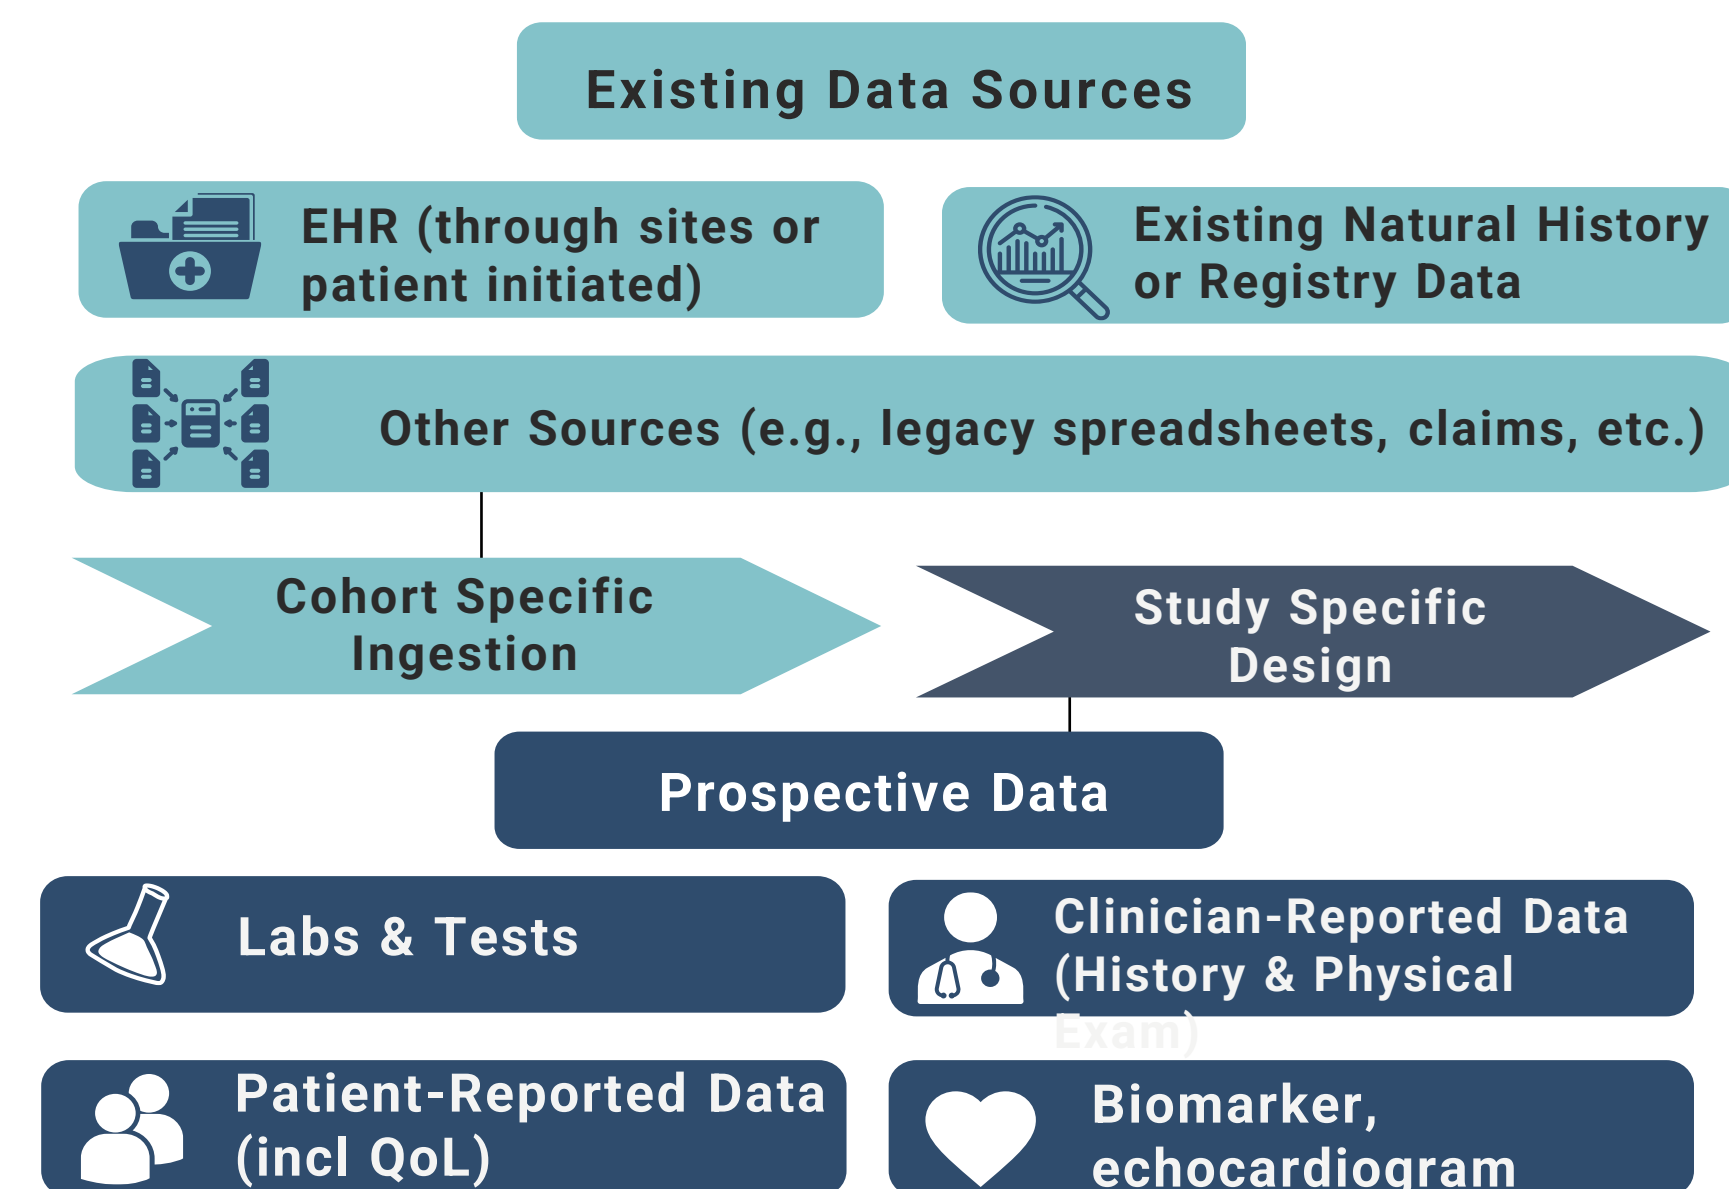 Existing Data Sources
EHR (through sites or
patient initiated)
Existing Natural History
or Registry Data
Other Sources (e.g., legacy spreadsheets, claims, etc.)
Cohort Specific
Ingestion
Study Specific
Design
Prospective Data
Labs & Tests
Clinician-Reported Data
(History & Physical
Exam)
Patient-Reported Data
(incl QoL)
Biomarker,
echocardiogram